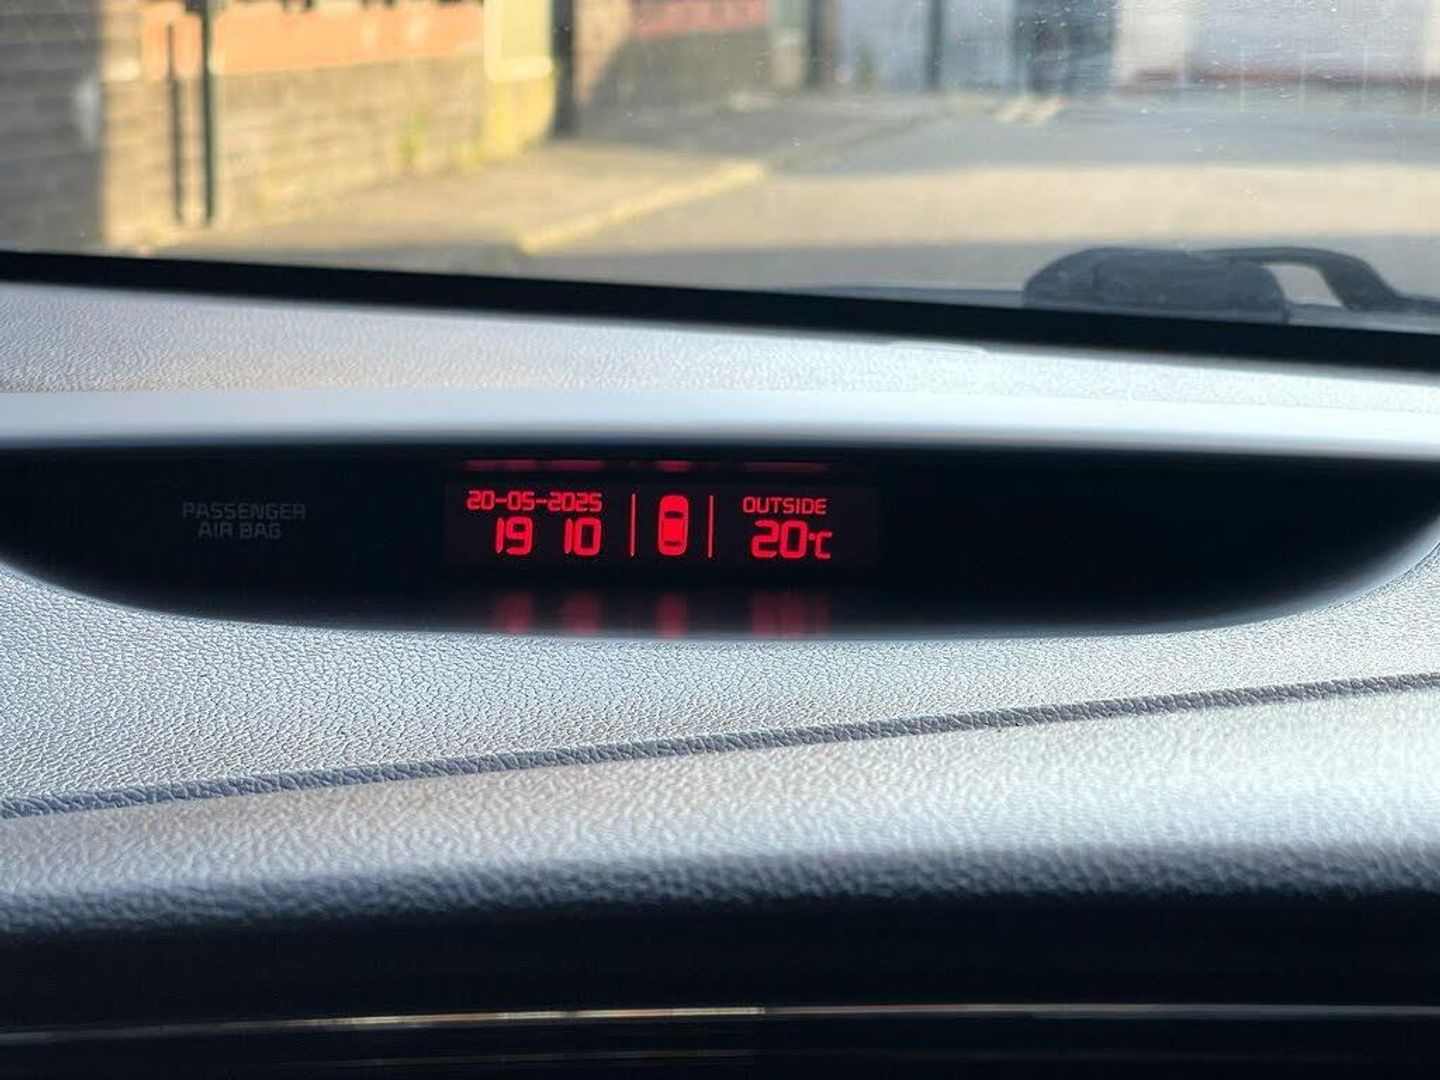 PASSENGER
AIR BAG
20-05-2025
19 10
OUTSIDE
20°C